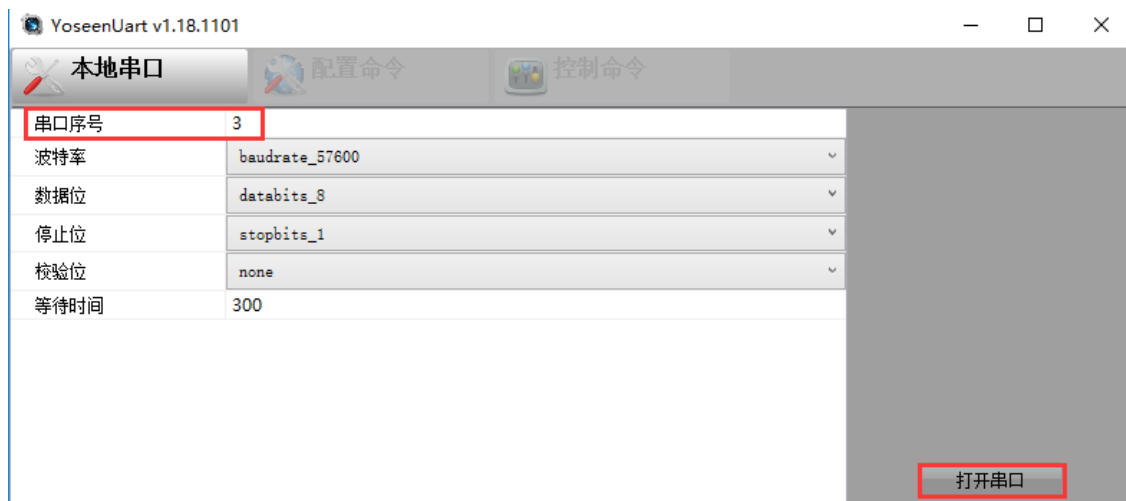 YoseenUart v1.18.1101
本地串口 配置命令 控制命令
串口序号 3
波特率 baudrate_57600
数据位 databits_8
停止位 stopbits_1
校验位 none
等待时间 300
打开串口